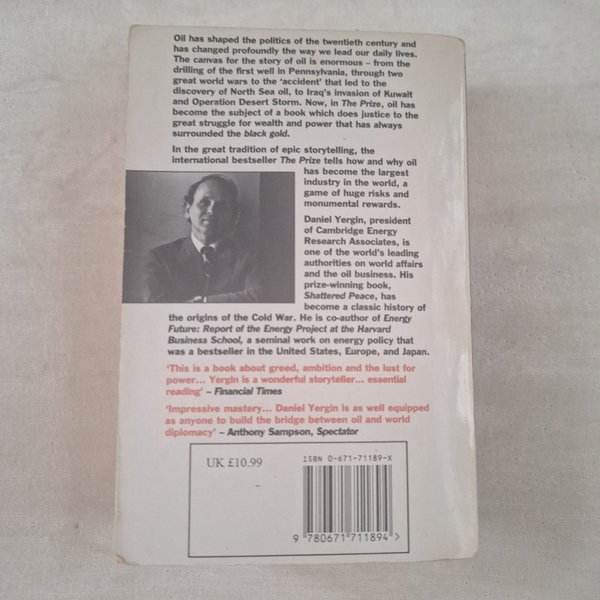 Oil has shaped the politics of the twentieth century and
has changed profoundly the way we lead our daily lives.
The canvas for the story of oil is enormous – from the
drilling of the first well in Pennsylvania, through two
great world wars to the ‘accident’ that led to the
discovery of North Sea oil, to Iraq's invasion of Kuwait
and Operation Desert Storm. Now, in The Prize, oil has
become the subject of a book which does justice to the
great struggle for wealth and power that has always
surrounded the black gold.
In the great tradition of epic storytelling, the
international bestseller The Prize tells how and why oil
has become the largest
industry in the world, a
game of huge risks and
monumental rewards.
Daniel Yergin, president
of Cambridge Energy
Research Associates, is
one of the world's leading
authorities on world affairs
and the oil business. His
prize-winning book,
Shattered Peace, has
become a classic history of
the origins of the Cold War. He is co-author of Energy
Future: Report of the Energy Project at the Harvard
Business School, a seminal work on energy policy that
was a bestseller in the United States, Europe, and Japan.
‘This is a book about greed, ambition and the lust for
power... Yergin is a wonderful storyteller... essential
reading’ – Financial Times
‘Impressive mastery... Daniel Yergin is as well equipped
as anyone to build the bridge between oil and world
diplomacy’ – Anthony Sampson, Spectator
UK £10.99
ISBN 0-671-71189-X
9 780671 711894 >